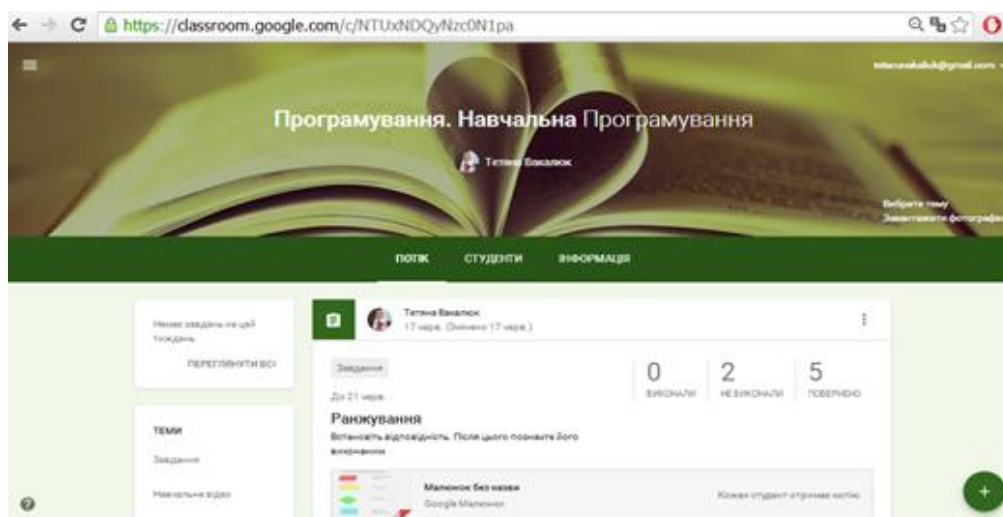 https://classroom.google.com/c/NTUxNDQyNzc0N1pa
Програмування. Навчальна Програмування
Тетяна Вакалюк
Вибрати тему
Завантажити фотографію
ПОТІК СТУДЕНТИ ІНФОРМАЦІЯ
Немає завдань на цей
тиждень
ПЕРЕГЛЯНУТИ ВСІ
ТЕМИ
Завдання
Навчальне відео
Тетяна Вакалюк
17 черв. (Змінено 17 черв.)
Завдання
До 21 черв.
0 2 5
ВИКОНАЛИ НЕ ВИКОНАЛИ ПОВЕРНЕНО
Ранжування
Встановіть відповідність. Після цього позначте його
виконаним
Малюнок без назви
Google Малюнки
Кожен студент отримає копію